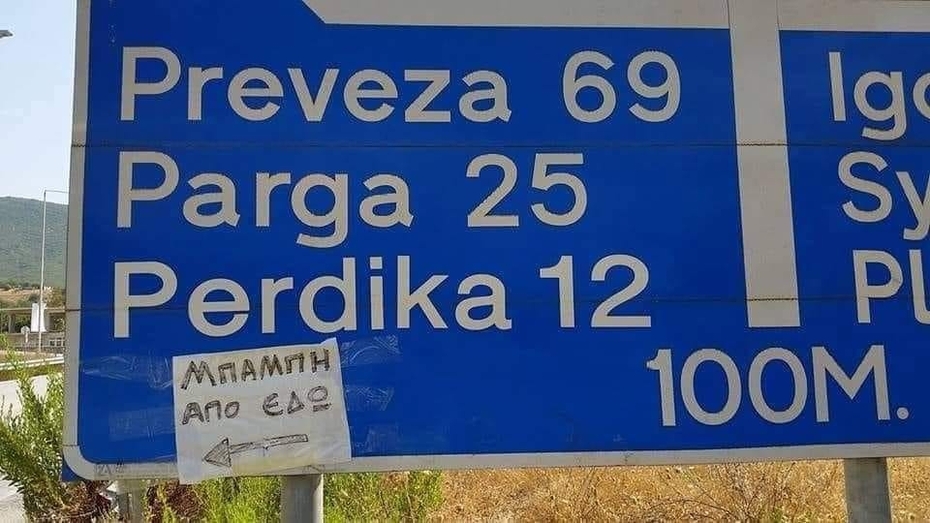 Preveza 69
Parga 25
Perdika 12
ΜΠΑΜΠΗ
ΑΠΟ ΕΔΩ
100M.